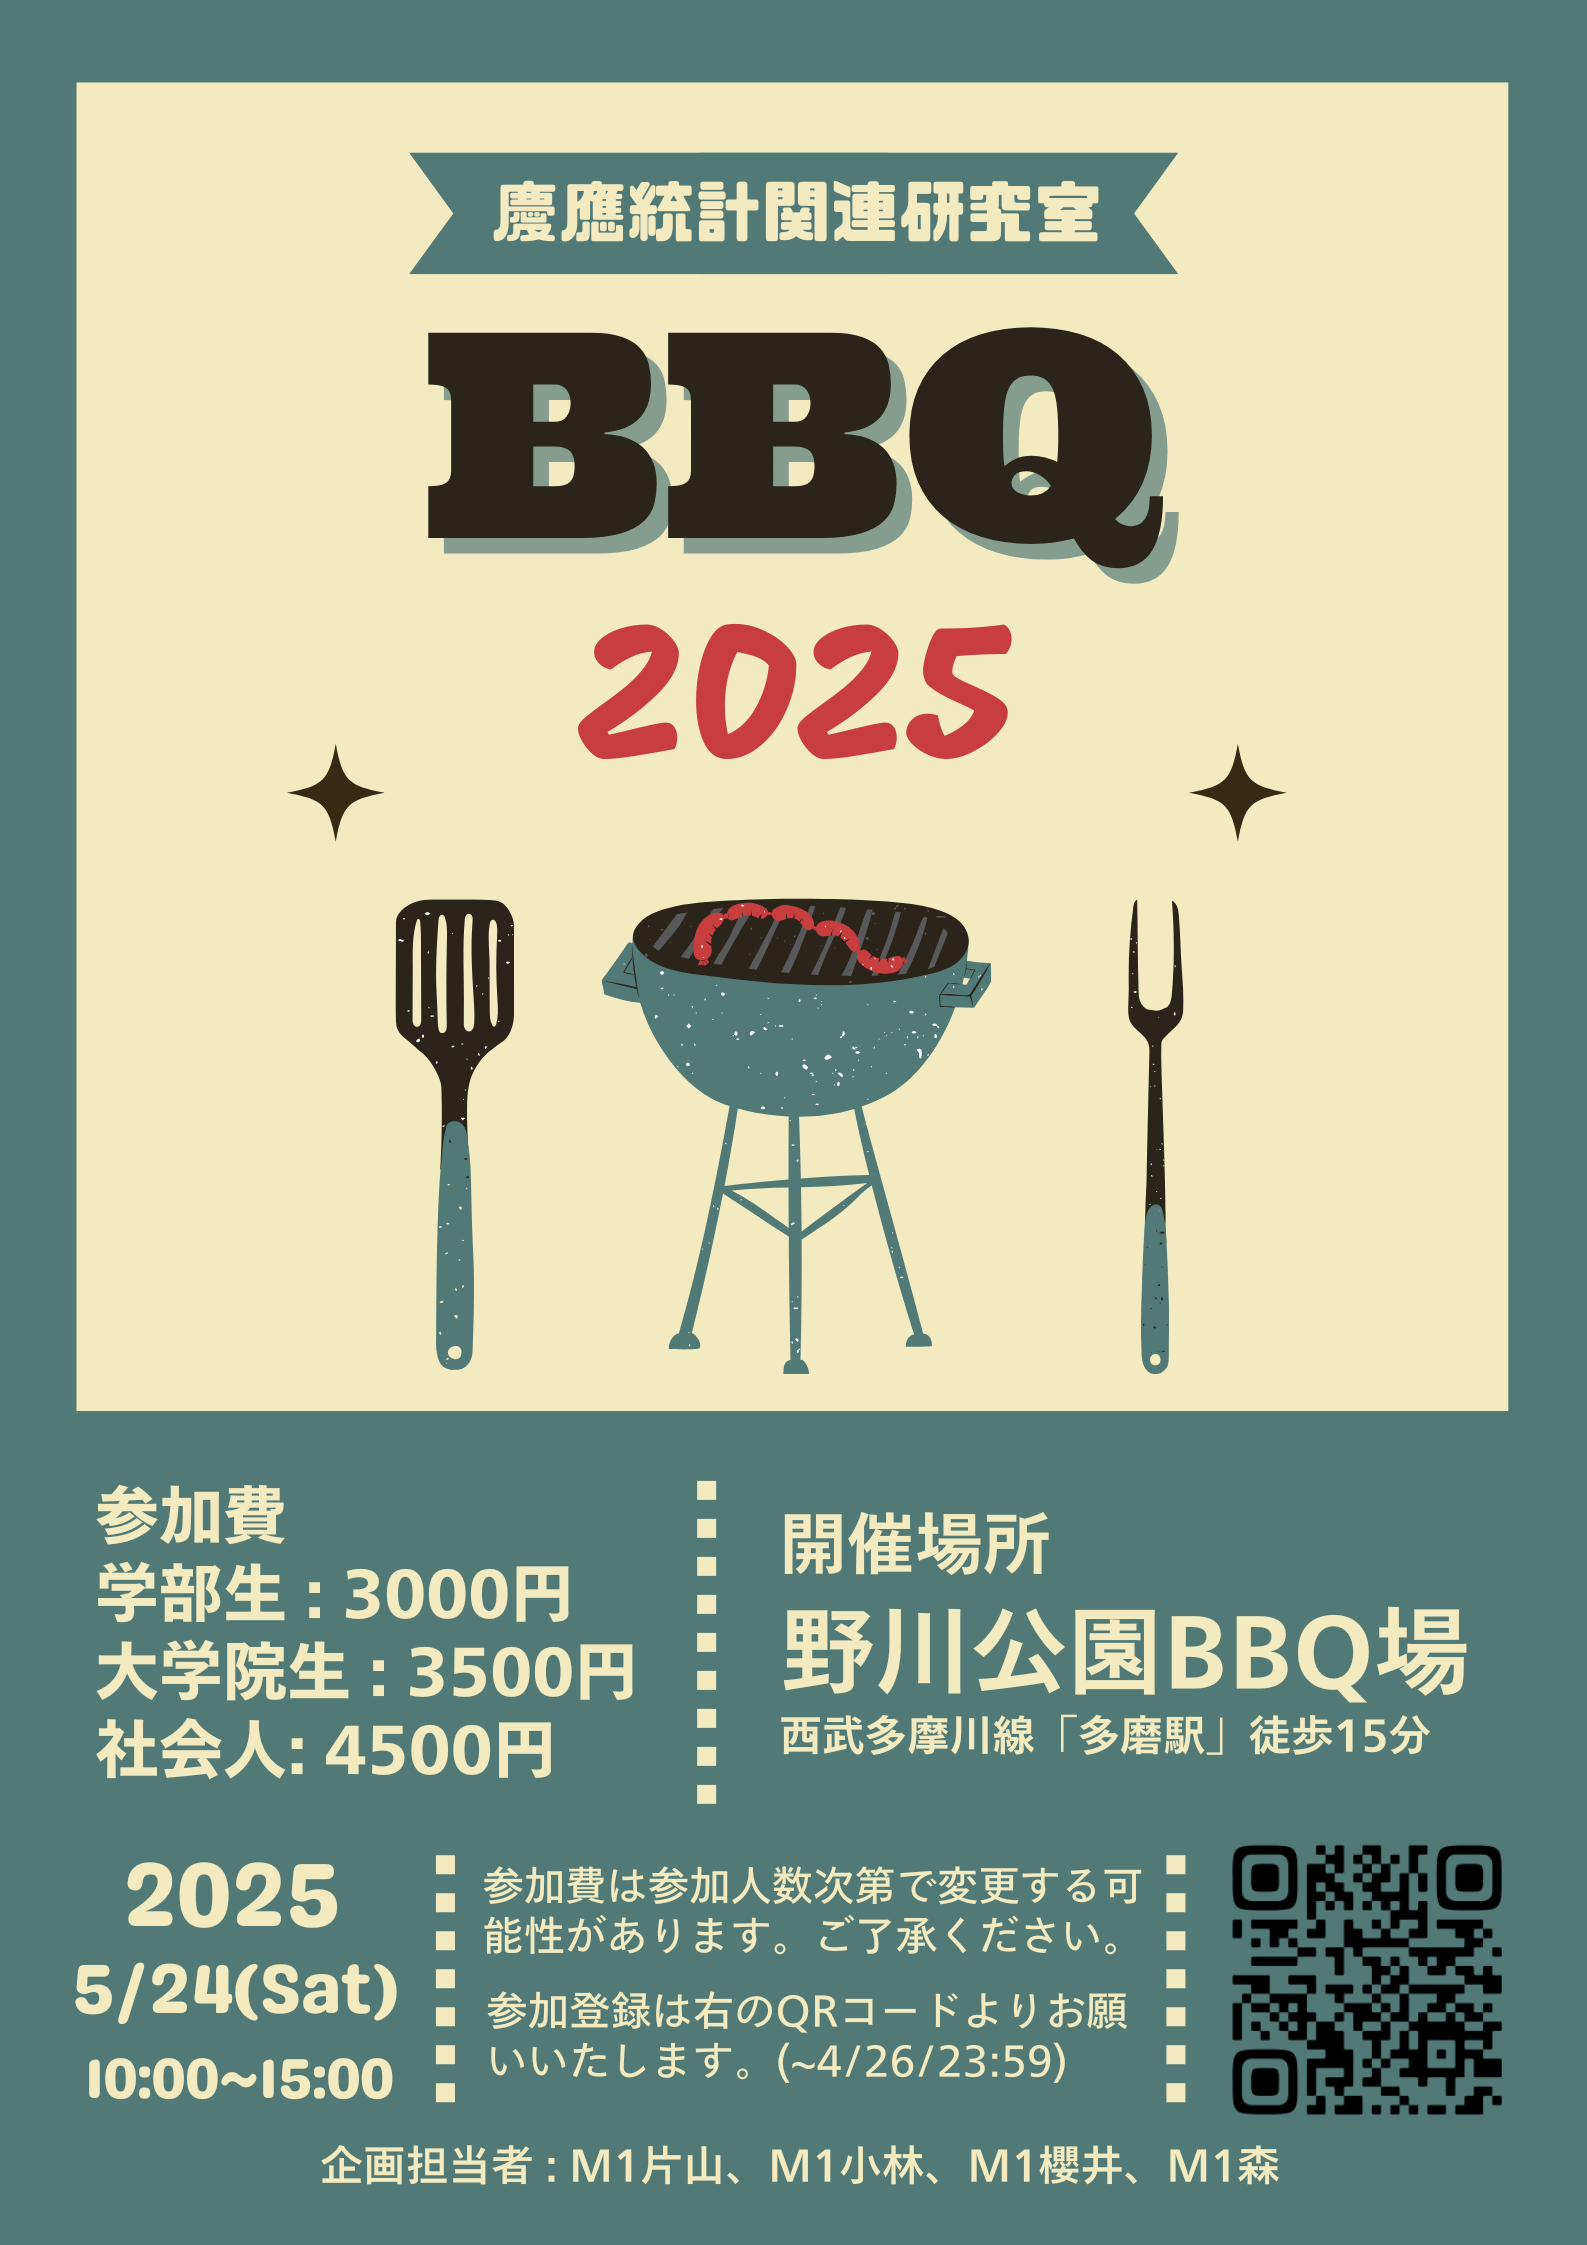 慶應統計関連研究室
BBQ
2025
参加費
学部生 : 3000円
大学院生 : 3500円
社会人: 4500円
開催場所
野川公園BBQ場
西武多摩川線「多磨駅」徒歩15分
2025
5/24(Sat)
10:00~15:00
参加費は参加人数次第で変更する可
能性があります。ご了承ください。
参加登録は右のQRコードよりお願
いいたします。(~4/26/23:59)
企画担当者 : M1片山、M1小林、M1櫻井、M1森